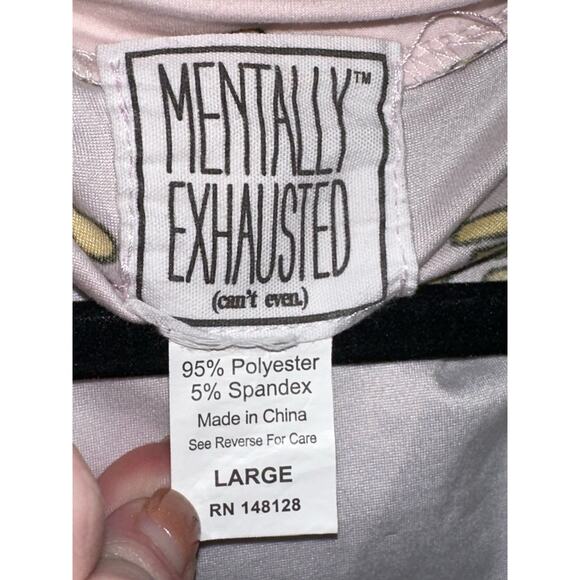 MENTALLY™
EXHAUSTED
(can't even.)
95% Polyester
5% Spandex
Made in China
See Reverse For Care
LARGE
RN 148128